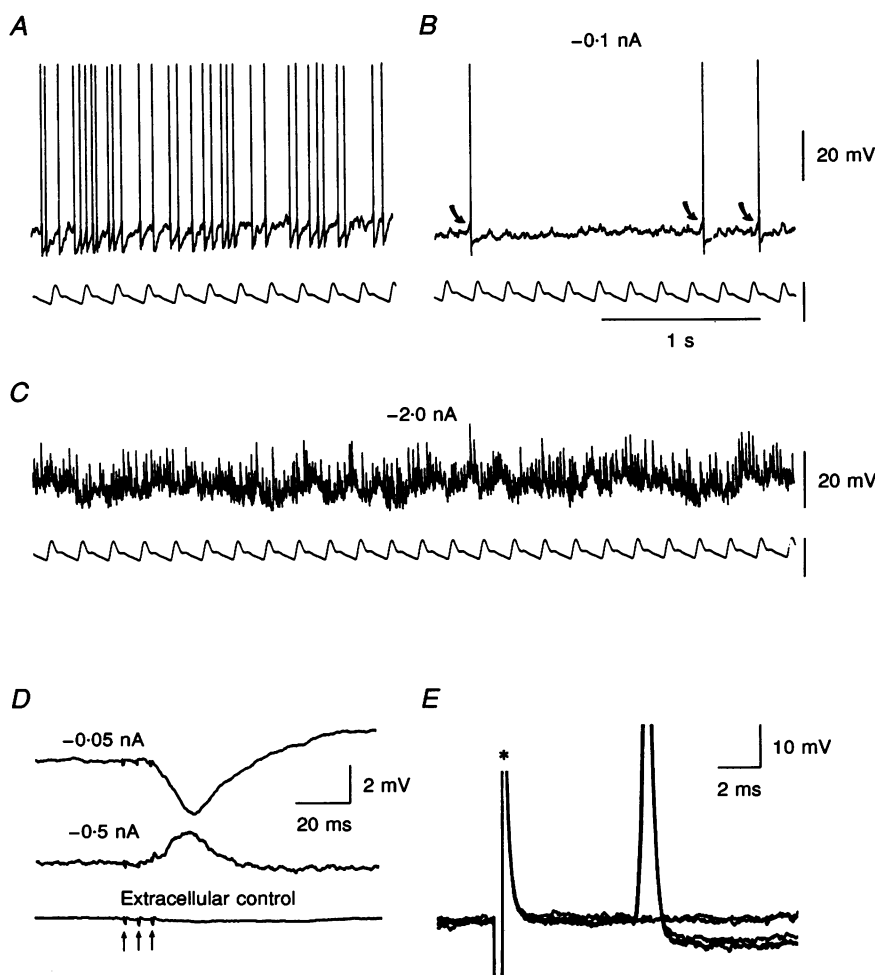 A
B
−0·1 nA
20 mV
1 s
C
−2·0 nA
20 mV
D
−0·05 nA
2 mV
20 ms
−0·5 nA
Extracellular control
E
*
10 mV
2 ms